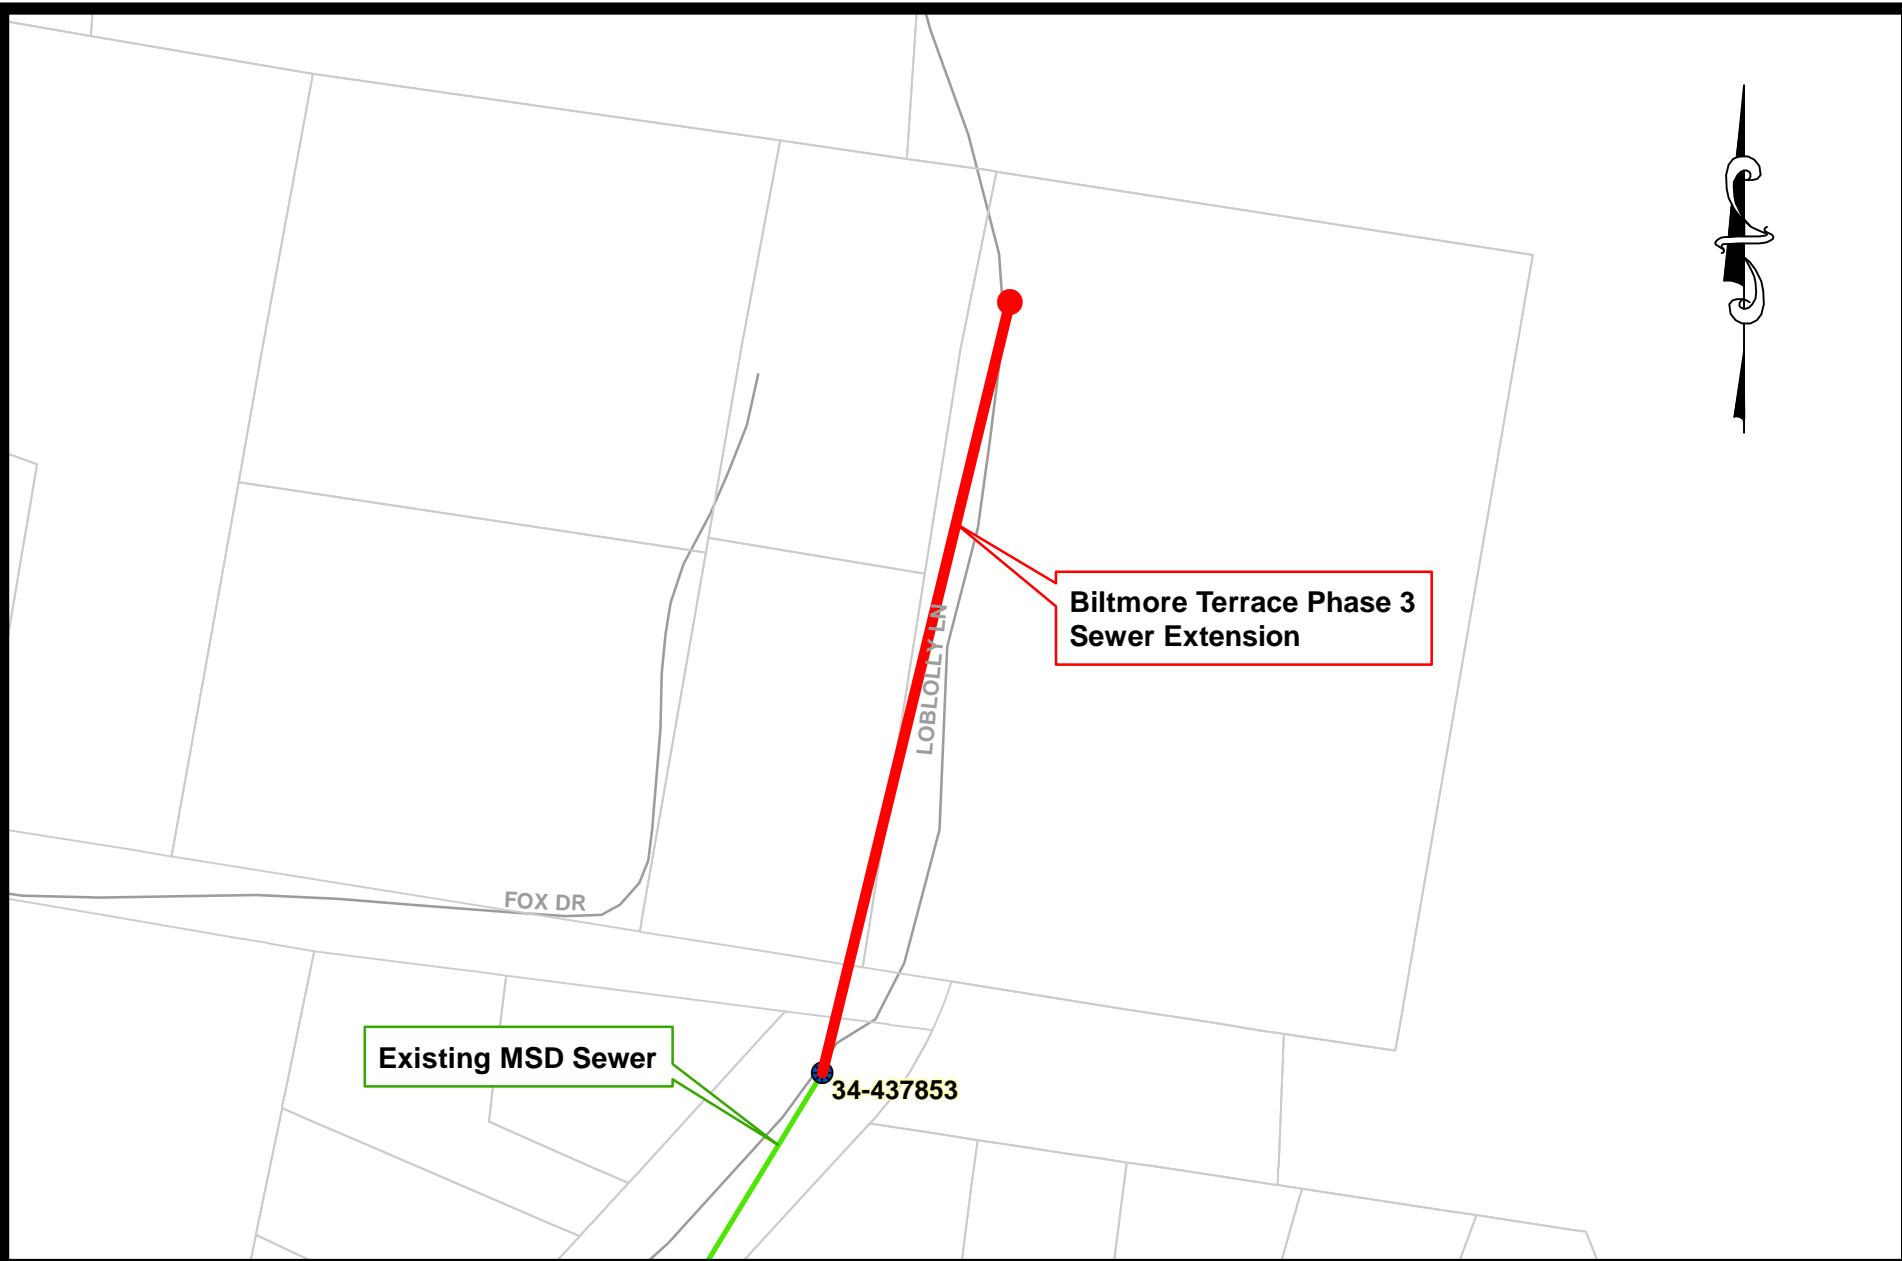 Biltmore Terrace Phase 3
Sewer Extension
LOBLOLLY LN
FOX DR
Existing MSD Sewer
34-437853